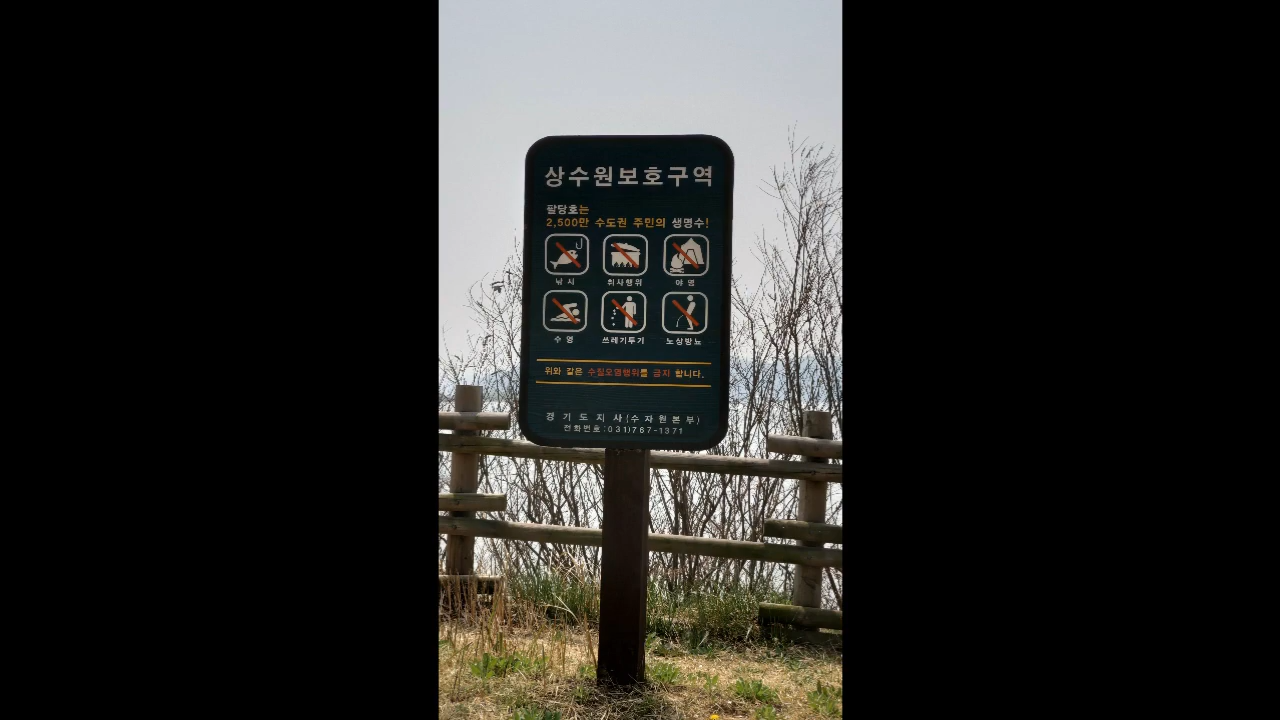 상수원보호구역
팔당호는
2,500만 수도권 주민의 생명수!
낚시 취사행위 야영
수영 쓰레기투기 노상방뇨
위와 같은 수질오염행위를 금지 합니다.
경기도지사(수자원본부)
전화번호:031)767-1371